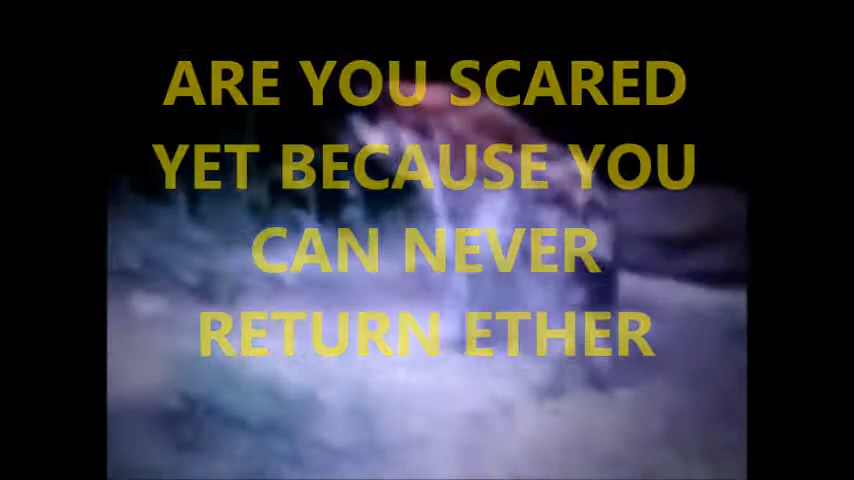 ARE YOU SCARED
YET BECAUSE YOU
CAN NEVER
RETURN ETHER